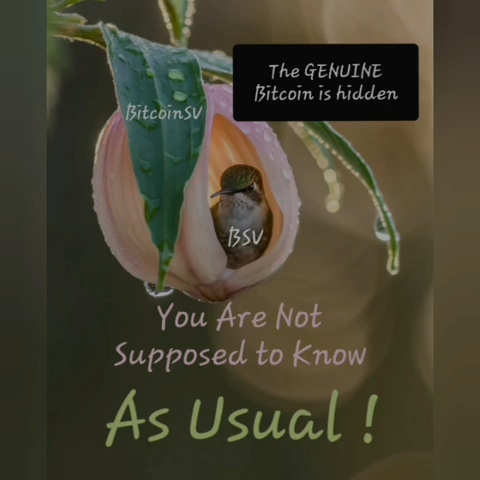 The GENUINE
Bitcoin is hidden
BitcoinSV
BSV
You Are Not
Supposed to Know
As Usual !